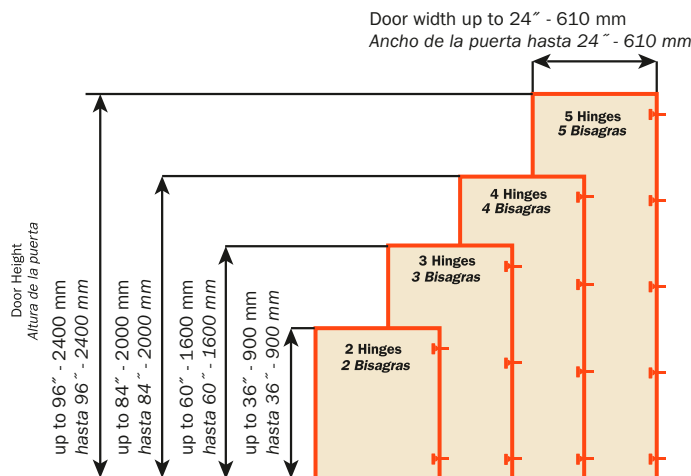 Door width up to 24˝ - 610 mm
Ancho de la puerta hasta 24˝ - 610 mm
5 Hinges
5 Bisagras
4 Hinges
4 Bisagras
3 Hinges
3 Bisagras
2 Hinges
2 Bisagras
Door Height
Altura de la puerta
up to 96˝ - 2400 mm
hasta 96˝ - 2400 mm
up to 84˝ - 2000 mm
hasta 84˝ - 2000 mm
up to 60˝ - 1600 mm
hasta 60˝ - 1600 mm
up to 36˝ - 900 mm
hasta 36˝ - 900 mm